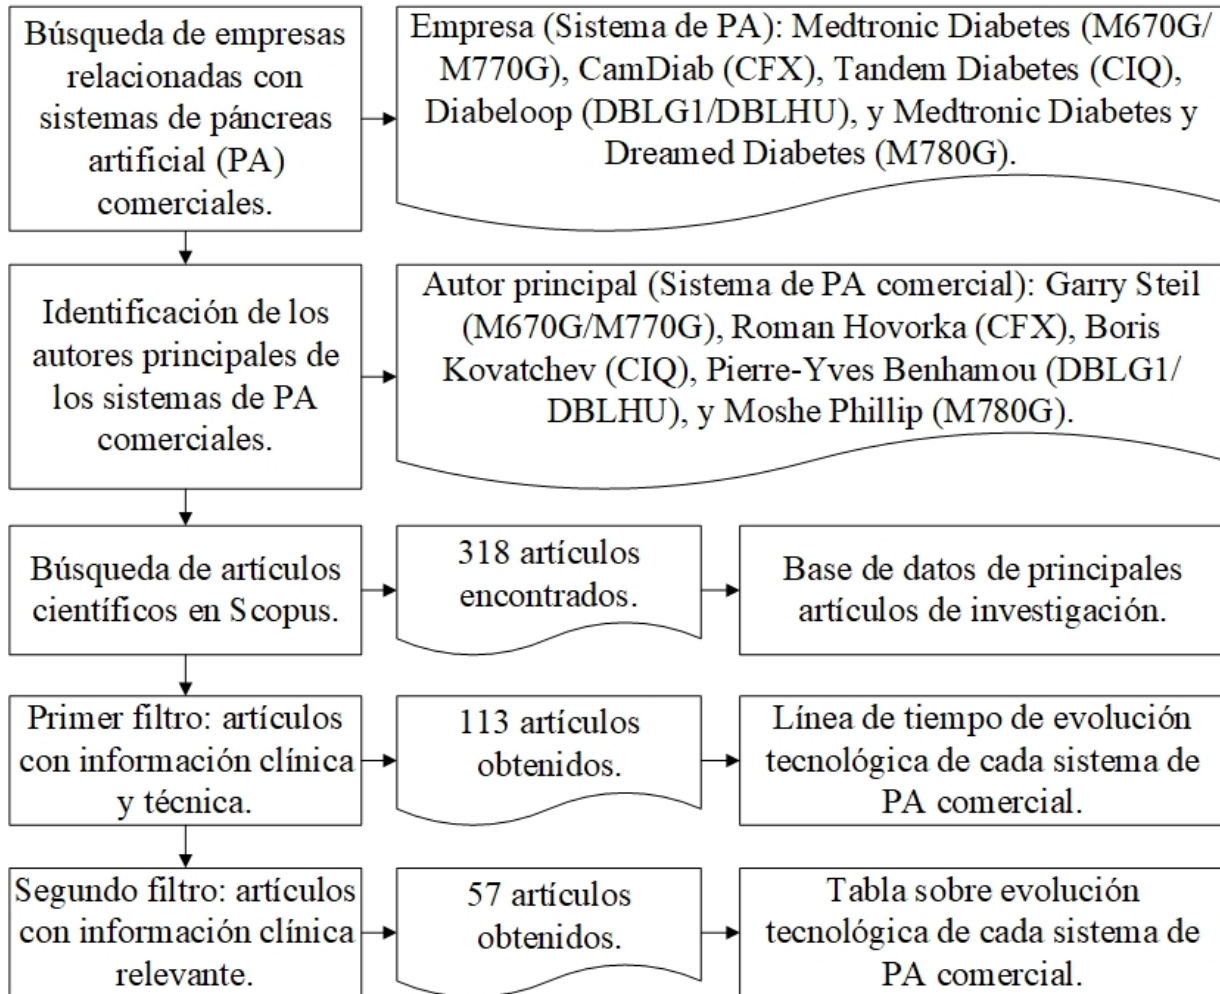 Búsqueda de empresas
relacionadas con
sistemas de páncreas
artificial (PA)
comerciales.
Empresa (Sistema de PA): Medtronic Diabetes (M670G/
M770G), CamDiab (CFX), Tandem Diabetes (CIQ),
Diabeloop (DBLG1/DBLHU), y Medtronic Diabetes y
Dreamed Diabetes (M780G).
Identificación de los
autores principales de
los sistemas de PA
comerciales.
Autor principal (Sistema de PA comercial): Garry Steil
(M670G/M770G), Roman Hovorka (CFX), Boris
Kovatchev (CIQ), Pierre-Yves Benhamou (DBLG1/
DBLHU), y Moshe Phillip (M780G).
Búsqueda de artículos
científicos en Scopus.
318 artículos
encontrados.
Base de datos de principales
artículos de investigación.
Primer filtro: artículos
con información clínica
y técnica.
113 artículos
obtenidos.
Línea de tiempo de evolución
tecnológica de cada sistema de
PA comercial.
Segundo filtro: artículos
con información clínica
relevante.
57 artículos
obtenidos.
Tabla sobre evolución
tecnológica de cada sistema de
PA comercial.